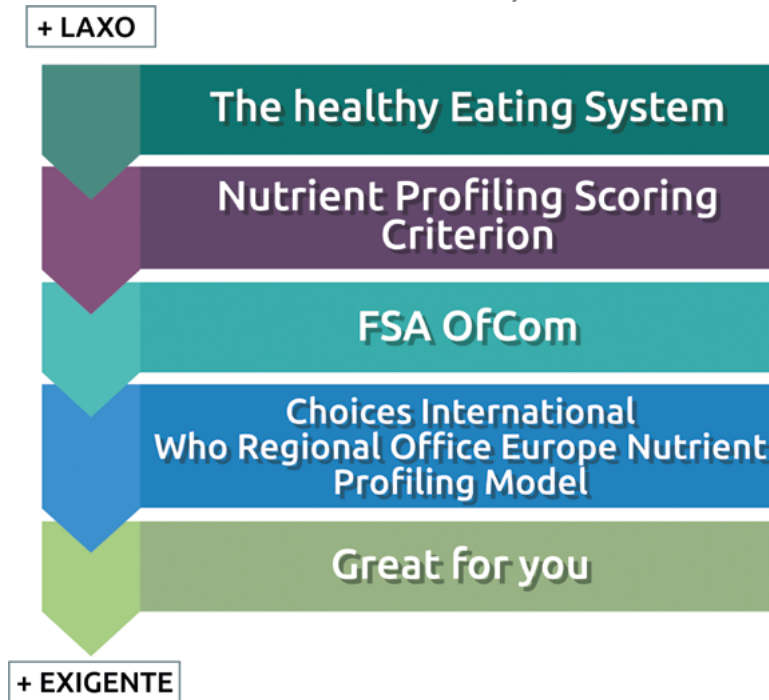 + LAXO
The healthy Eating System
Nutrient Profiling Scoring
Criterion
FSA OfCom
Choices International
Who Regional Office Europe Nutrient
Profiling Model
Great for you
+ EXIGENTE